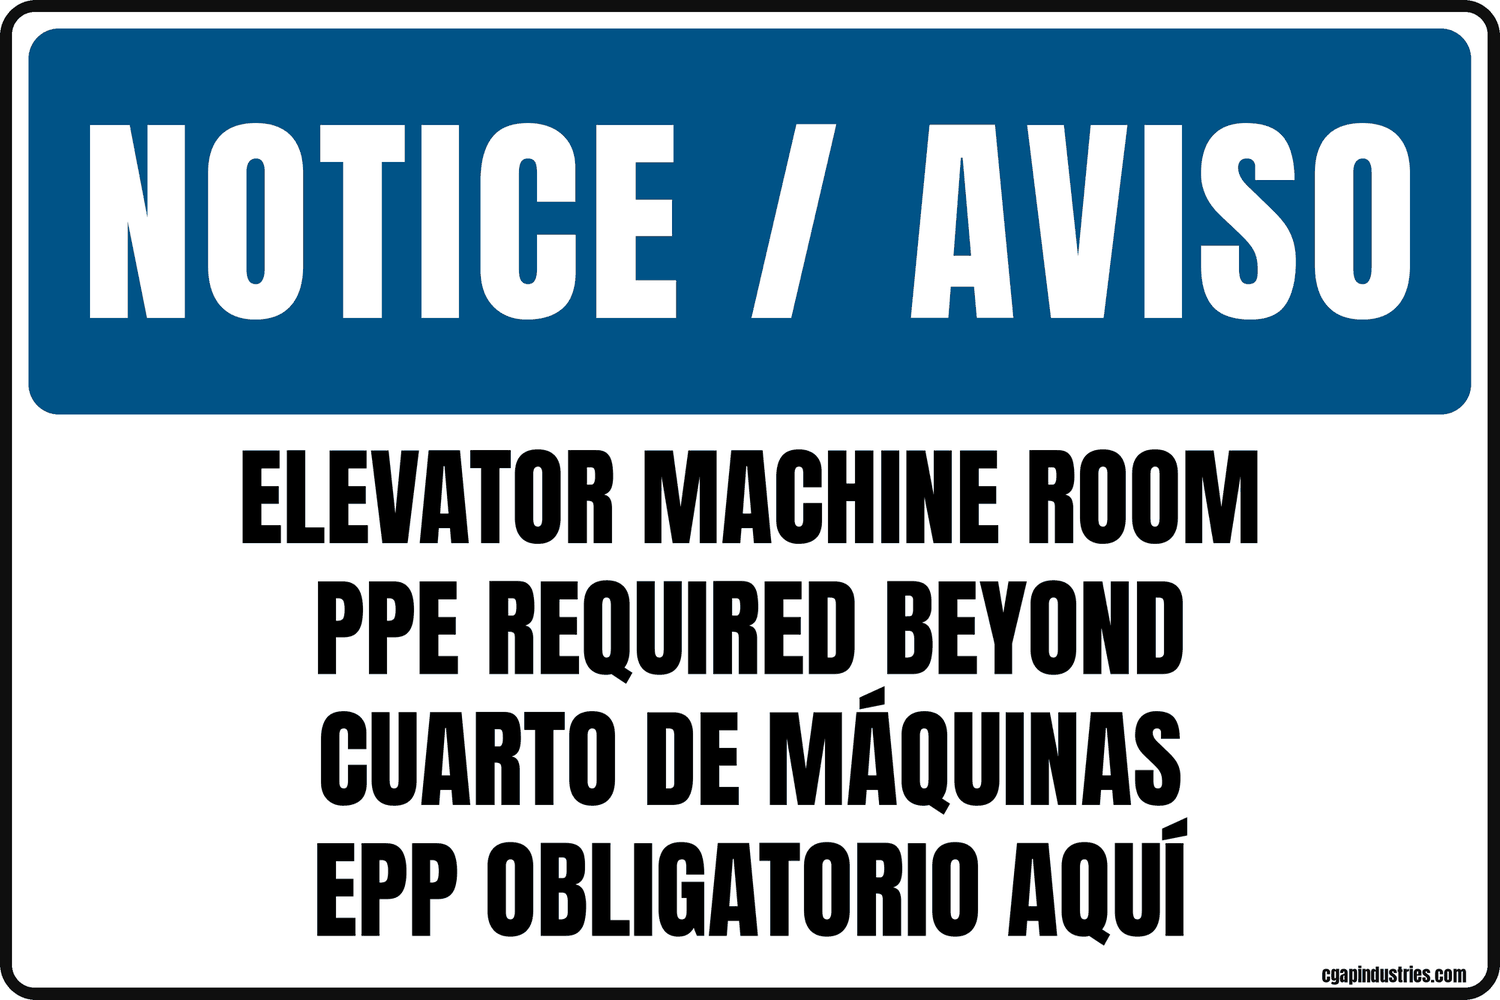 NOTICE / AVISO
ELEVATOR MACHINE ROOM
PPE REQUIRED BEYOND
CUARTO DE MÁQUINAS
EPP OBLIGATORIO AQUÍ
cgapindustries.com